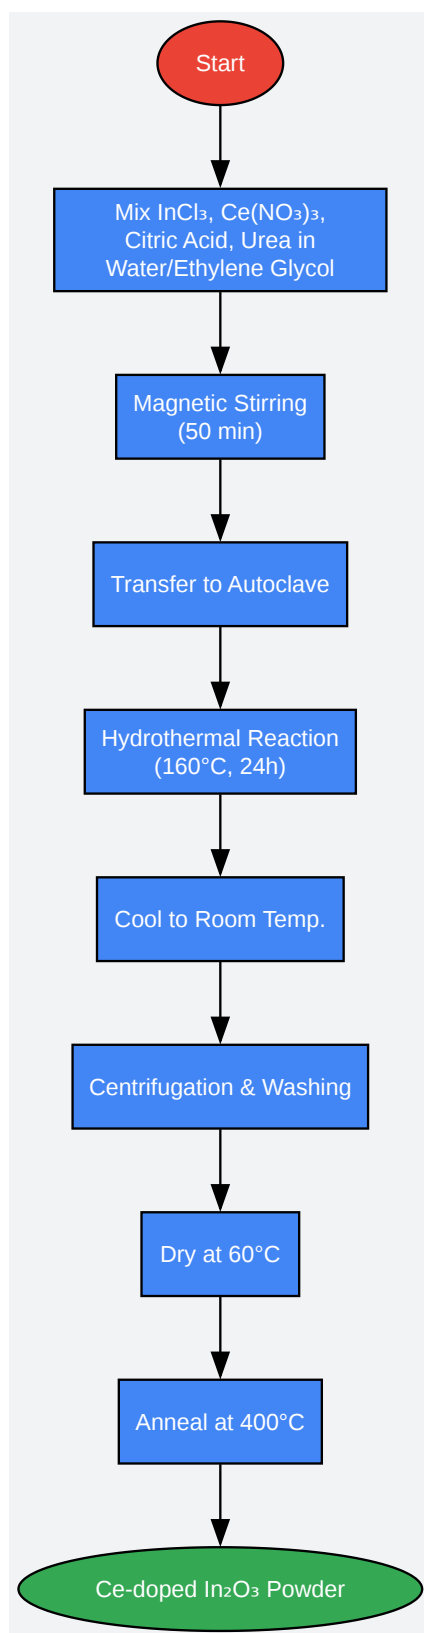 Start
Mix InCl₃, Ce(NO₃)₃,
Citric Acid, Urea in
Water/Ethylene Glycol
Magnetic Stirring
(50 min)
Transfer to Autoclave
Hydrothermal Reaction
(160°C, 24h)
Cool to Room Temp.
Centrifugation & Washing
Dry at 60°C
Anneal at 400°C
Ce-doped In₂O₃ Powder